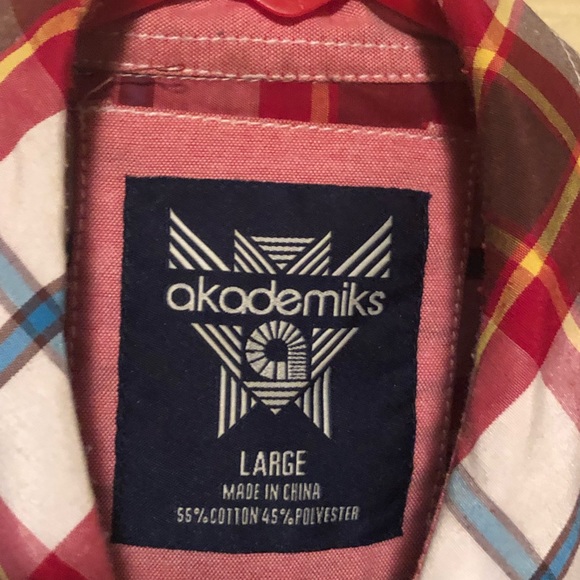 akademiks
LARGE
MADE IN CHINA
55%COTTON 45%POLYESTER